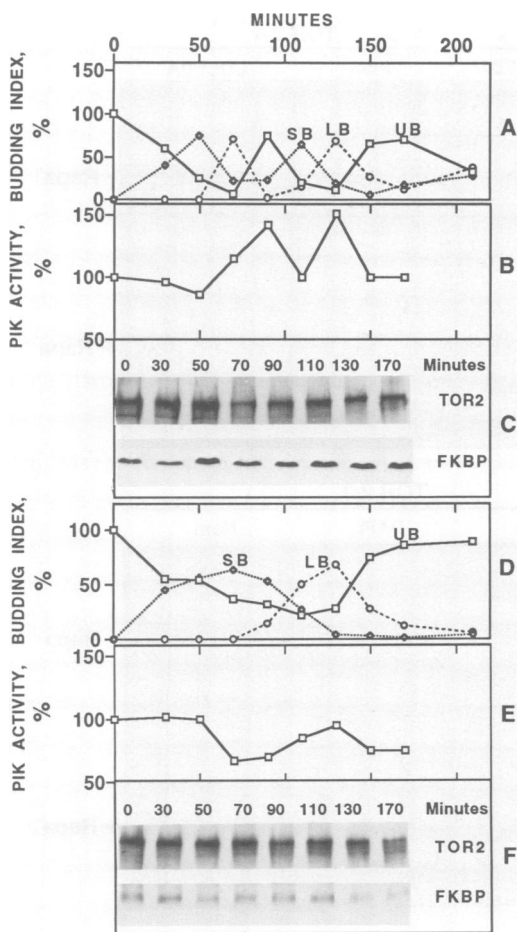 MINUTES
0 50 100 150 200
BUDDING INDEX, %
150
100
50
0
SB LB UB
A
PIK ACTIVITY, %
150
100
50
B
0 30 50 70 90 110 130 150 170 Minutes
TOR2
C
FKBP
BUDDING INDEX, %
100
50
0
SB LB UB
D
PIK ACTIVITY, %
150
100
50
E
0 30 50 70 90 110 130 170 Minutes
TOR2
F
FKBP